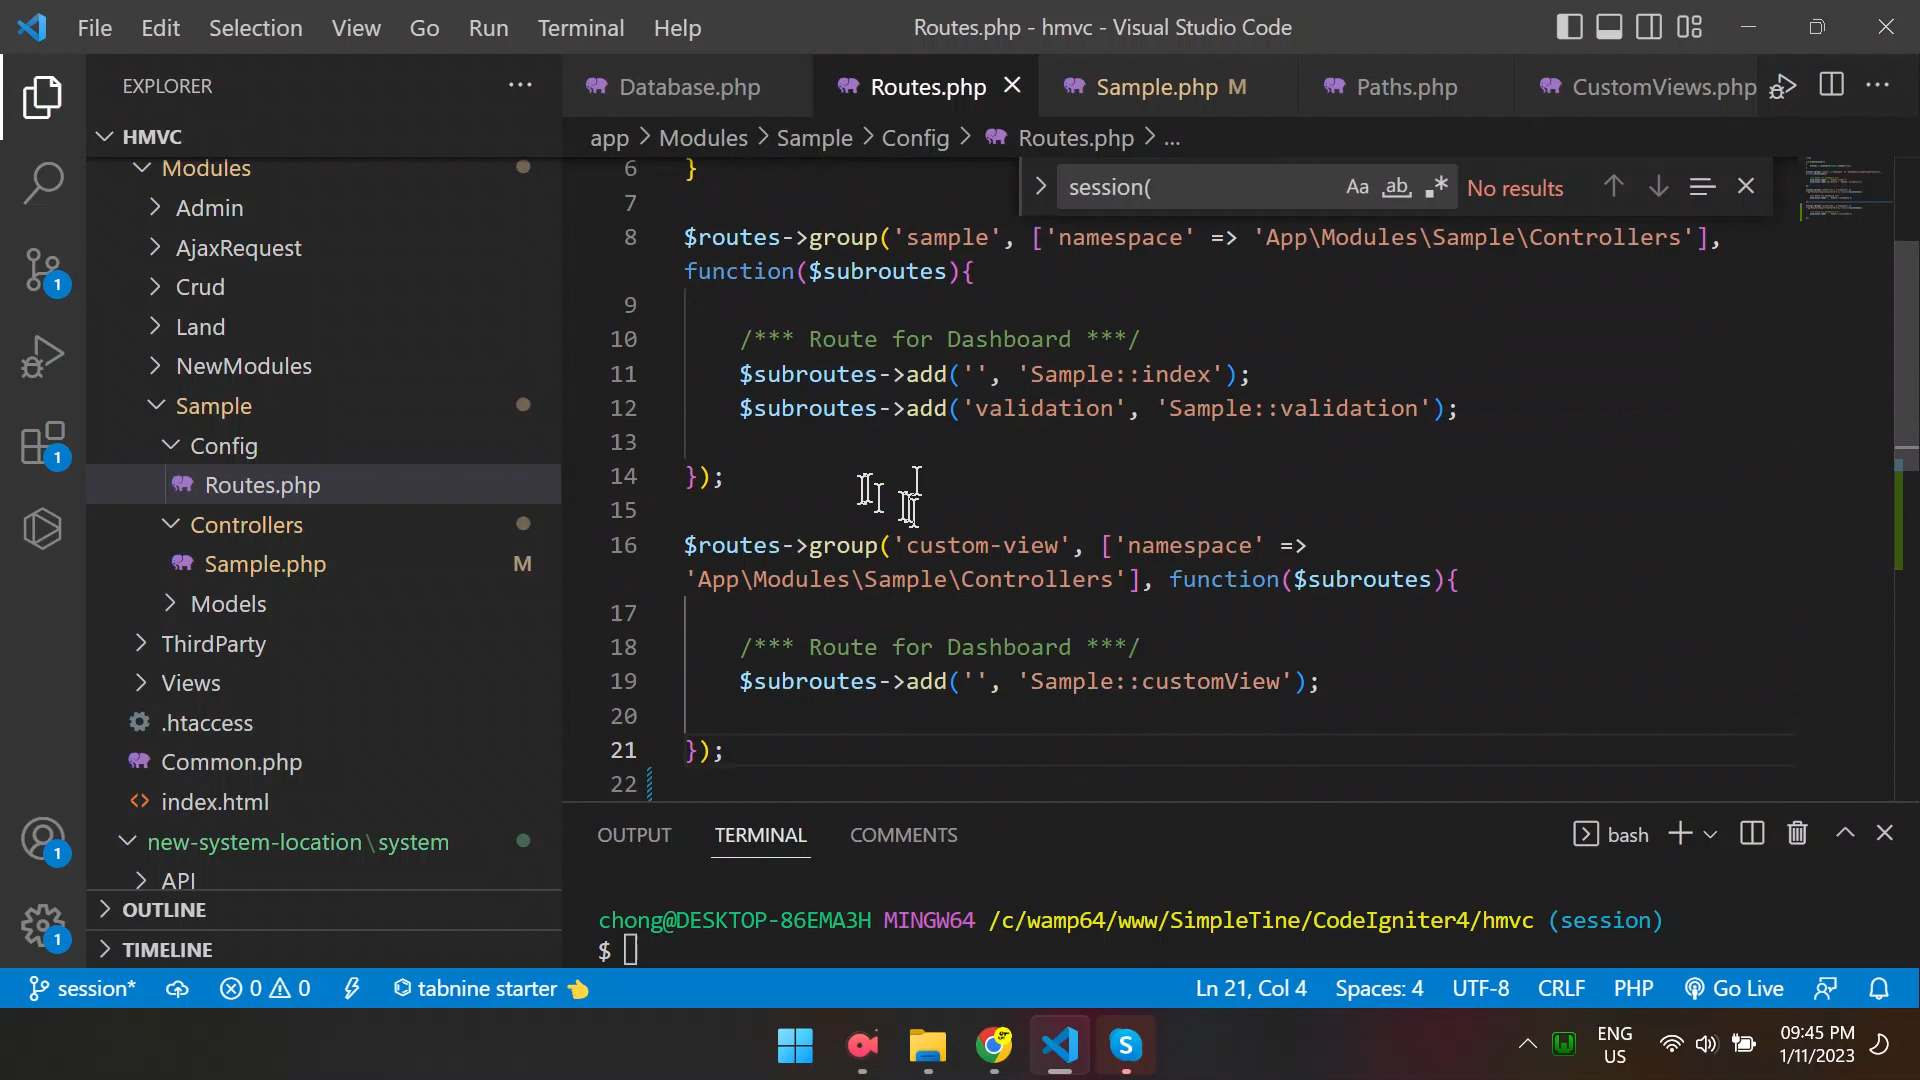 File Edit Selection View Go Run Terminal Help
Routes.php - hmvc - Visual Studio Code
EXPLORER
HMVC
Modules
Admin
AjaxRequest
Crud
Land
NewModules
Sample
Config
Routes.php
Controllers
Sample.php M
Models
ThirdParty
Views
.htaccess
Common.php
index.html
new-system-location\system
API
OUTLINE
TIMELINE
1
1
1
1
Database.php Routes.php Sample.php M Paths.php CustomViews.php
app > Modules > Sample > Config > Routes.php > ...
session( Aa ab No results
6 }
7
8 $routes->group('sample', ['namespace' => 'App\Modules\Sample\Controllers'],
function($subroutes){
9
10 /*** Route for Dashboard ***/
11 $subroutes->add('', 'Sample::index');
12 $subroutes->add('validation', 'Sample::validation');
13
14 });
15
16 $routes->group('custom-view', ['namespace' =>
'App\Modules\Sample\Controllers'], function($subroutes){
17
18 /*** Route for Dashboard ***/
19 $subroutes->add('', 'Sample::customView');
20
21 });
22
OUTPUT TERMINAL COMMENTS
bash
chong@DESKTOP-86EMA3H MINGW64 /c/wamp64/www/SimpleTine/CodeIgniter4/hmvc (session)
$
session* 0 0 tabnine starter Ln 21, Col 4 Spaces: 4 UTF-8 CRLF PHP Go Live
ENG
US
09:45 PM
1/11/2023